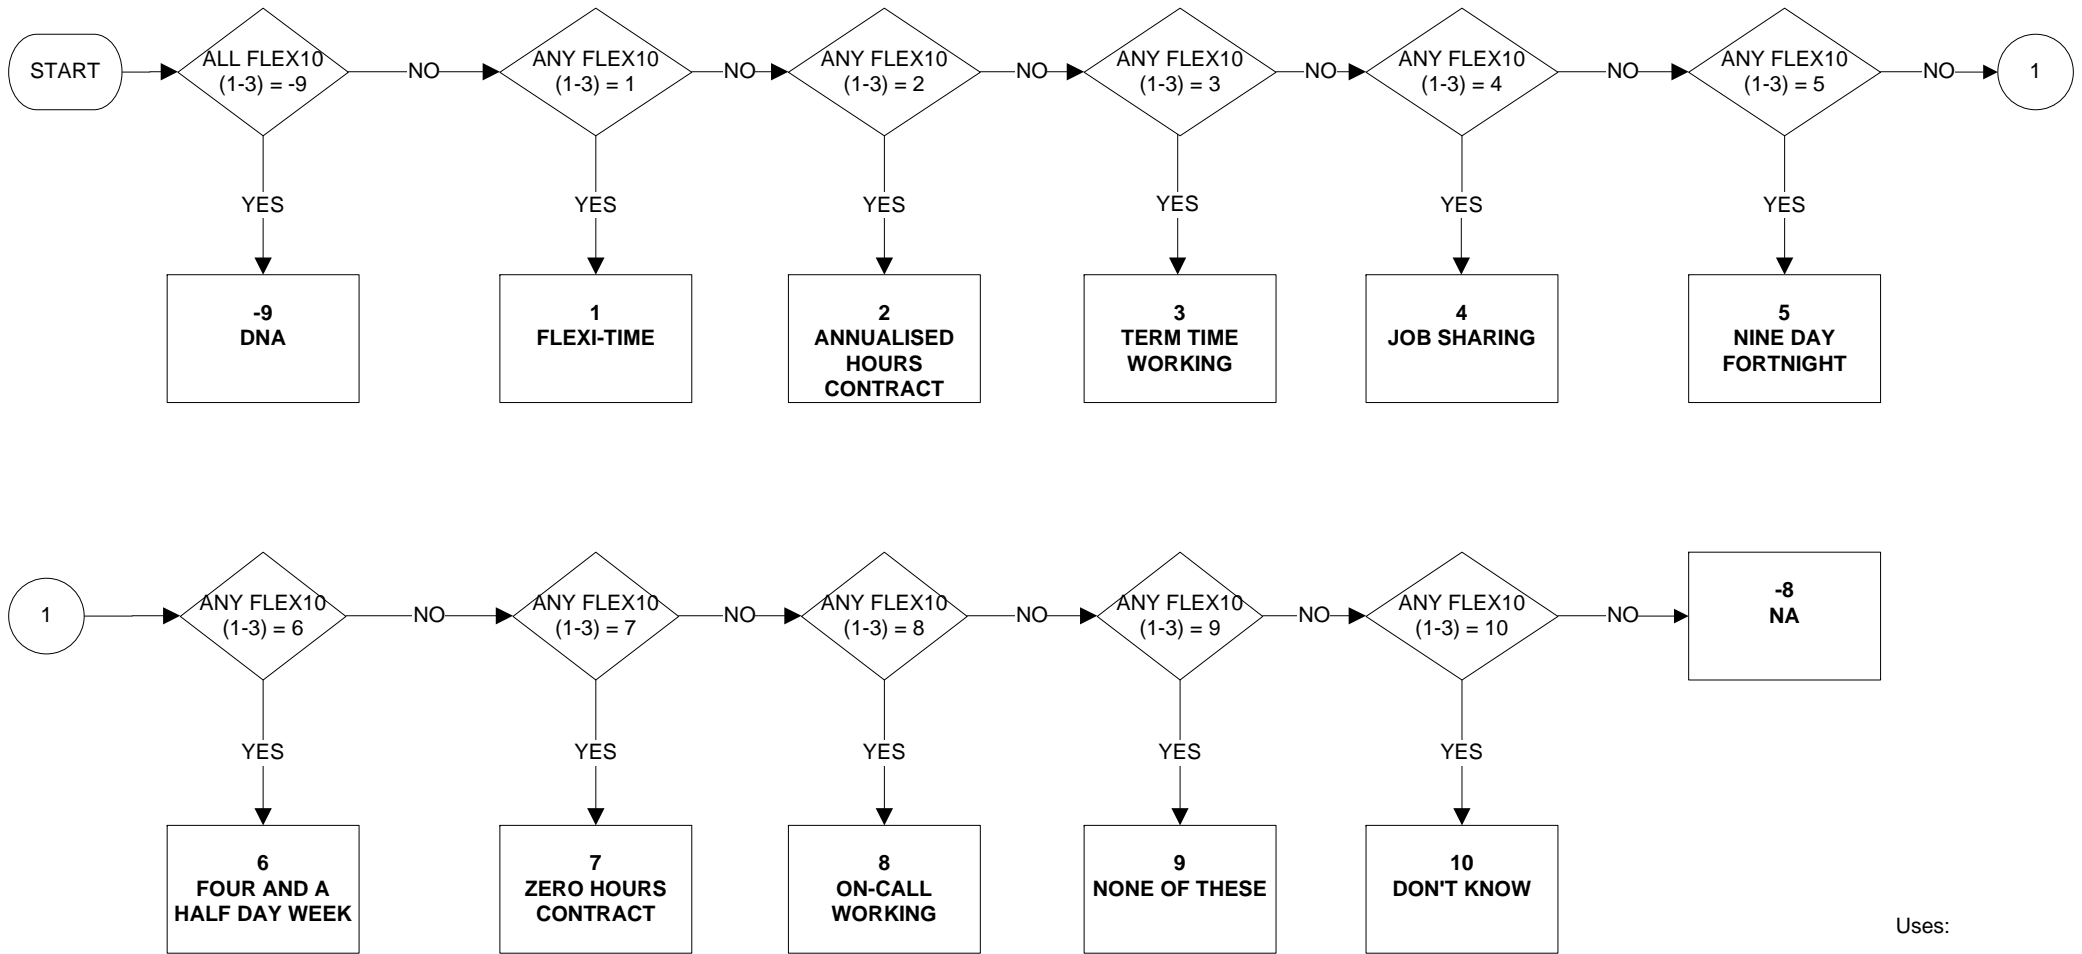 START
ALL FLEX10
(1-3) = -9
NO
ANY FLEX10
(1-3) = 1
NO
ANY FLEX10
(1-3) = 2
NO
ANY FLEX10
(1-3) = 3
NO
ANY FLEX10
(1-3) = 4
NO
ANY FLEX10
(1-3) = 5
NO
1
YES
YES
YES
YES
YES
YES
-9
DNA
1
FLEXI-TIME
2
ANNUALISED
HOURS
CONTRACT
3
TERM TIME
WORKING
4
JOB SHARING
5
NINE DAY
FORTNIGHT
1
ANY FLEX10
(1-3) = 6
NO
ANY FLEX10
(1-3) = 7
NO
ANY FLEX10
(1-3) = 8
NO
ANY FLEX10
(1-3) = 9
NO
ANY FLEX10
(1-3) = 10
NO
-8
NA
YES
YES
YES
YES
YES
6
FOUR AND A
HALF DAY WEEK
7
ZERO HOURS
CONTRACT
8
ON-CALL
WORKING
9
NONE OF THESE
10
DON'T KNOW
Uses: